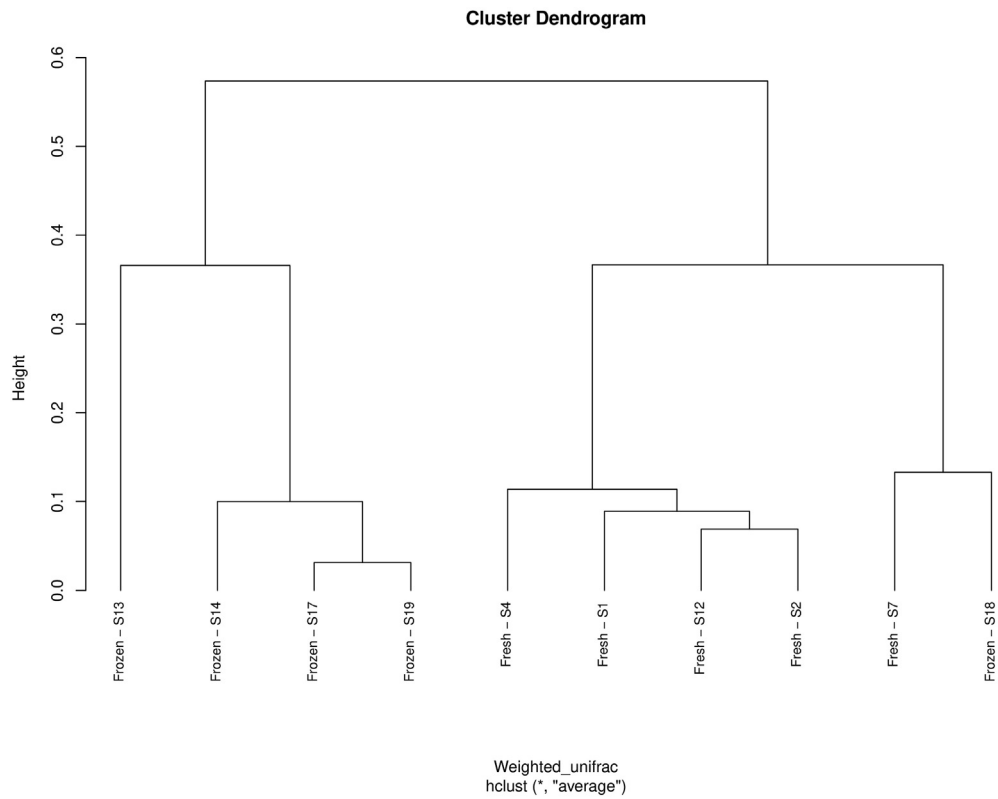 Cluster Dendrogram
Height
0.6
0.5
0.4
0.3
0.2
0.1
0.0
Frozen – S13
Frozen – S14
Frozen – S17
Frozen – S19
Fresh – S4
Fresh – S1
Fresh – S12
Fresh – S2
Fresh – S7
Frozen – S18
Weighted_unifrac
hclust (*, "average")